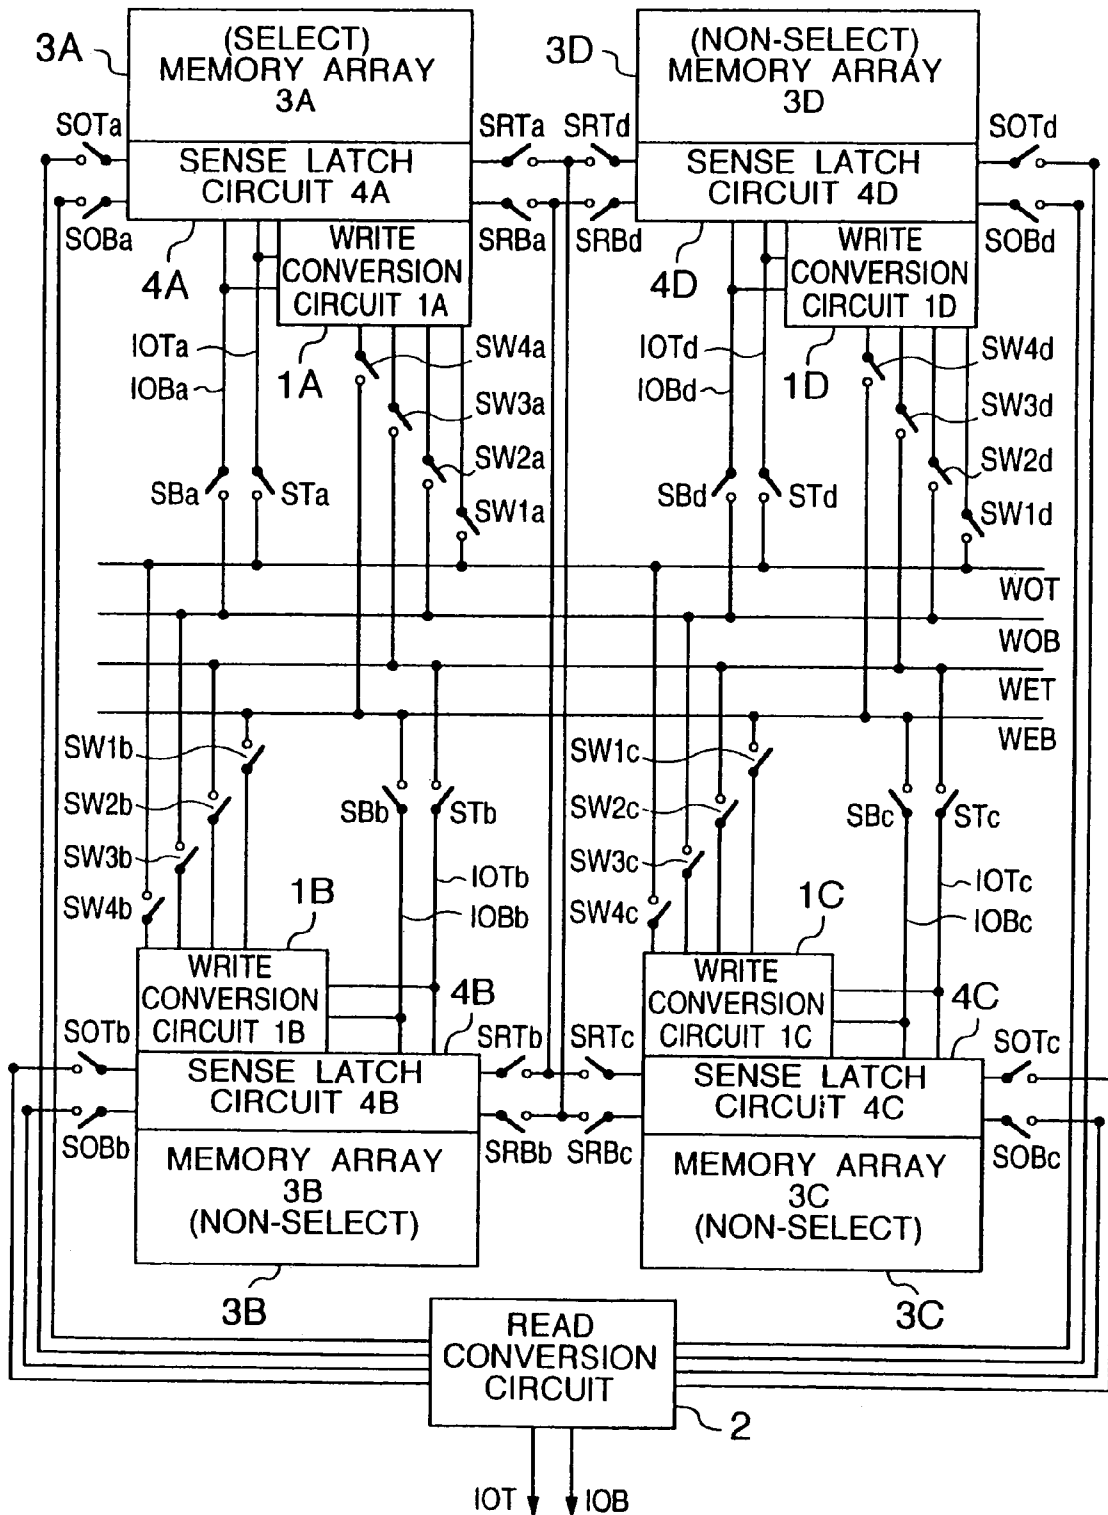 3A
(SELECT)
MEMORY ARRAY
3A
3D
(NON-SELECT)
MEMORY ARRAY
3D
SOTa
SRTa
SRTd
SOTd
SENSE LATCH
CIRCUIT 4A
SENSE LATCH
CIRCUIT 4D
SOBa
SRBa
SRBd
SOBd
4A
WRITE
CONVERSION
CIRCUIT 1A
4D
WRITE
CONVERSION
CIRCUIT 1D
IOTa
IOBa
1A
SW4a
SW3a
SW2a
SW1a
IOTd
IOBd
1D
SW4d
SW3d
SW2d
SW1d
SBa
STa
SBd
STd
WOT
WOB
WET
WEB
SW1b
SW2b
SW3b
SW4b
SBb
STb
SW1c
SW2c
SW3c
SW4c
SBc
STc
IOTb
IOBb
1B
IOTc
IOBc
1C
WRITE
CONVERSION
CIRCUIT 1B
4B
WRITE
CONVERSION
CIRCUIT 1C
4C
SOTb
SRTb
SRTc
SOTc
SENSE LATCH
CIRCUIT 4B
SENSE LATCH
CIRCUiT 4C
SOBb
SRBb
SRBc
SOBc
MEMORY ARRAY
3B
(NON-SELECT)
MEMORY ARRAY
3C
(NON-SELECT)
3B
3C
READ
CONVERSION
CIRCUIT
2
IOT
IOB